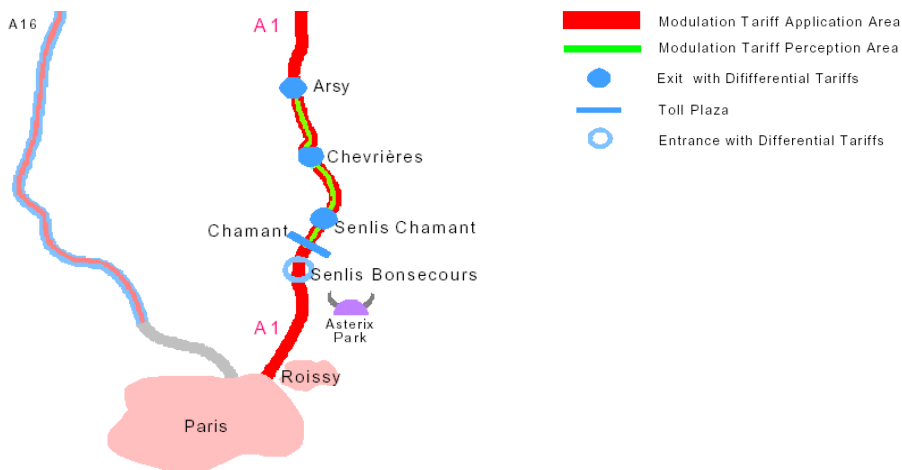 A16
A1
Arsy
Chevrières
Chamant
Senlis Chamant
Senlis Bonsecours
A1
Asterix
Park
Roissy
Paris
Modulation Tariff Application Area
Modulation Tariff Perception Area
Exit with Dififferential Tariffs
Toll Plaza
Entrance with Differential Tariffs